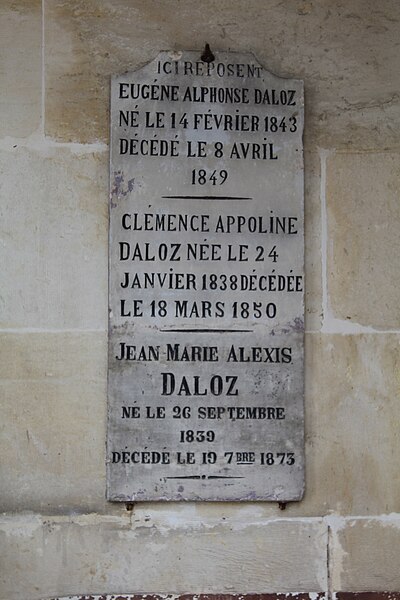 ICI REPOSENT
EUGÉNE ALPHONSE DALOZ
NÉ LE 14 FÉVRIER 1843
DÉCÉDÉ LE 8 AVRIL
1849
CLÉMENCE APPOLINE
DALOZ NÉE LE 24
JANVIER 1838 DÉCÉDÉE
LE 18 MARS 1850
JEAN MARIE ALEXIS
DALOZ
NÉ LE 26 SEPTEMBRE
1839
DÉCÉDÉ LE 19 7BRE 1873